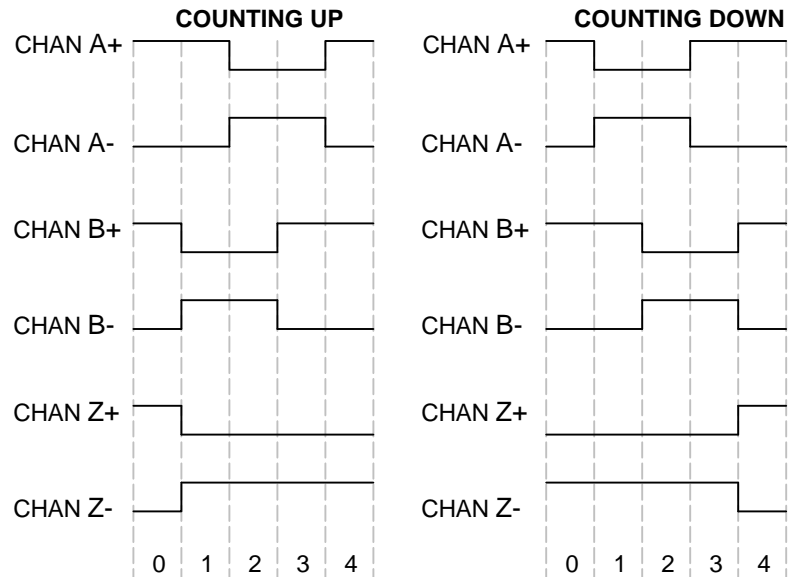 COUNTING UP
CHAN A+
CHAN A-
CHAN B+
CHAN B-
CHAN Z+
CHAN Z-
0 1 2 3 4
COUNTING DOWN
CHAN A+
CHAN A-
CHAN B+
CHAN B-
CHAN Z+
CHAN Z-
0 1 2 3 4